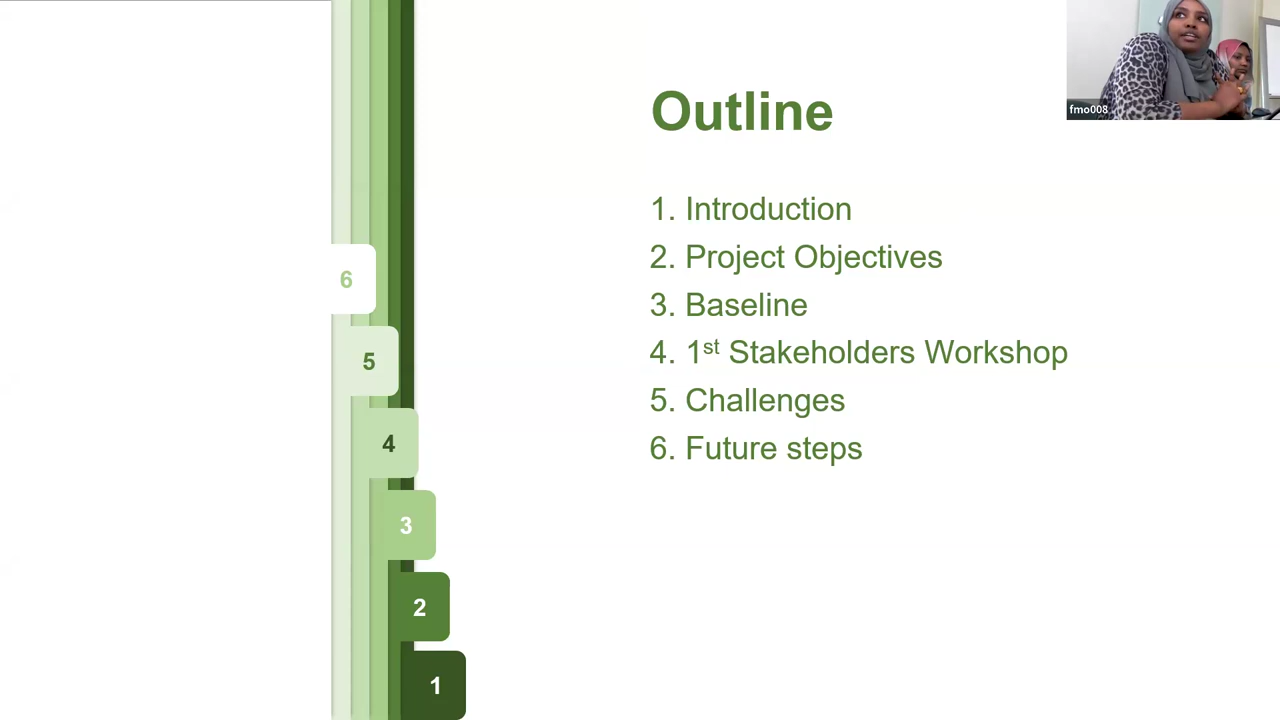 Outline
1. Introduction
2. Project Objectives
3. Baseline
4. 1st Stakeholders Workshop
5. Challenges
6. Future steps
6
5
4
3
2
1
fmo008